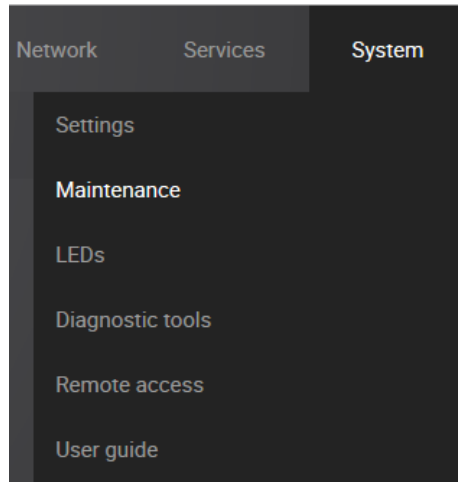 Network Services System
Settings
Maintenance
LEDs
Diagnostic tools
Remote access
User guide